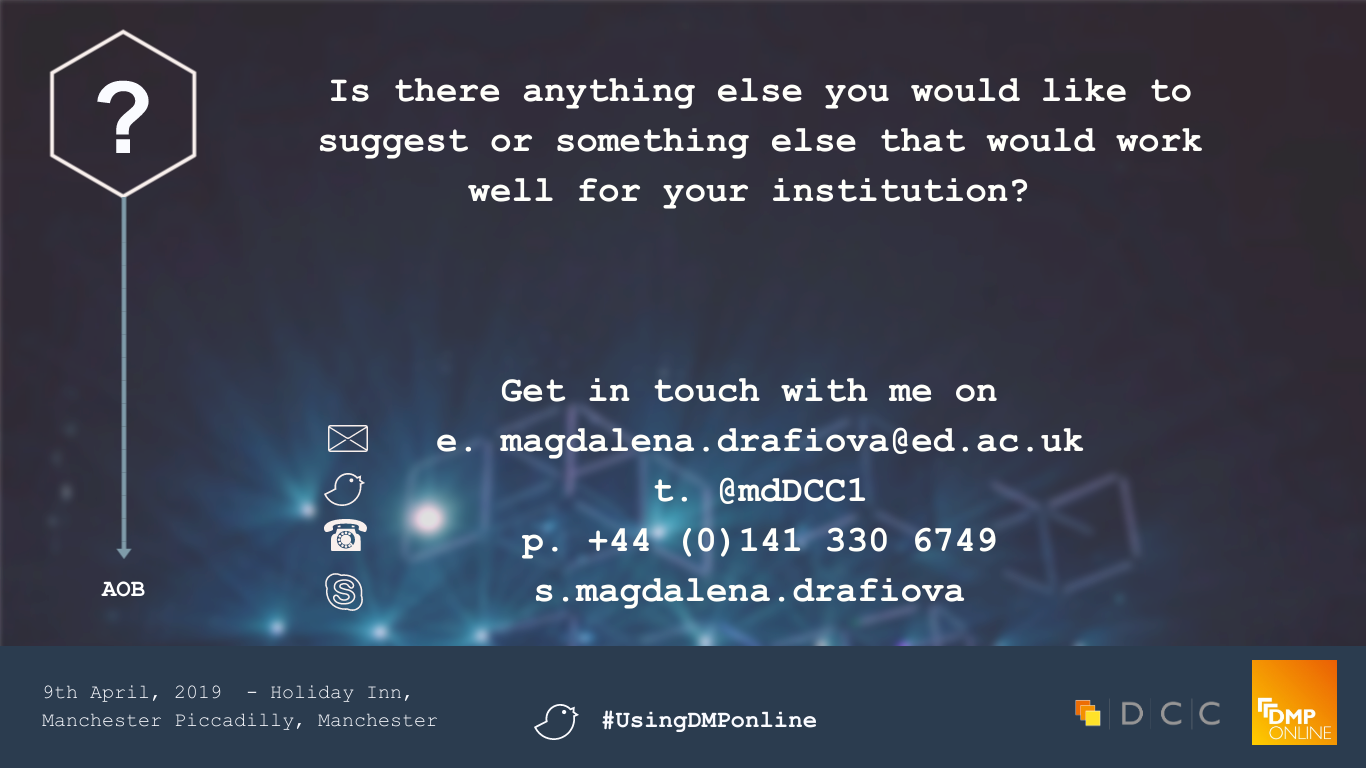 ?
Is there anything else you would like to
suggest or something else that would work
well for your institution?
Get in touch with me on
e. magdalena.drafiova@ed.ac.uk
t. @mdDCC1
p. +44 (0)141 330 6749
s.magdalena.drafiova
AOB
9th April, 2019 - Holiday Inn,
Manchester Piccadilly, Manchester
#UsingDMPonline
DCC
DMP
ONLINE